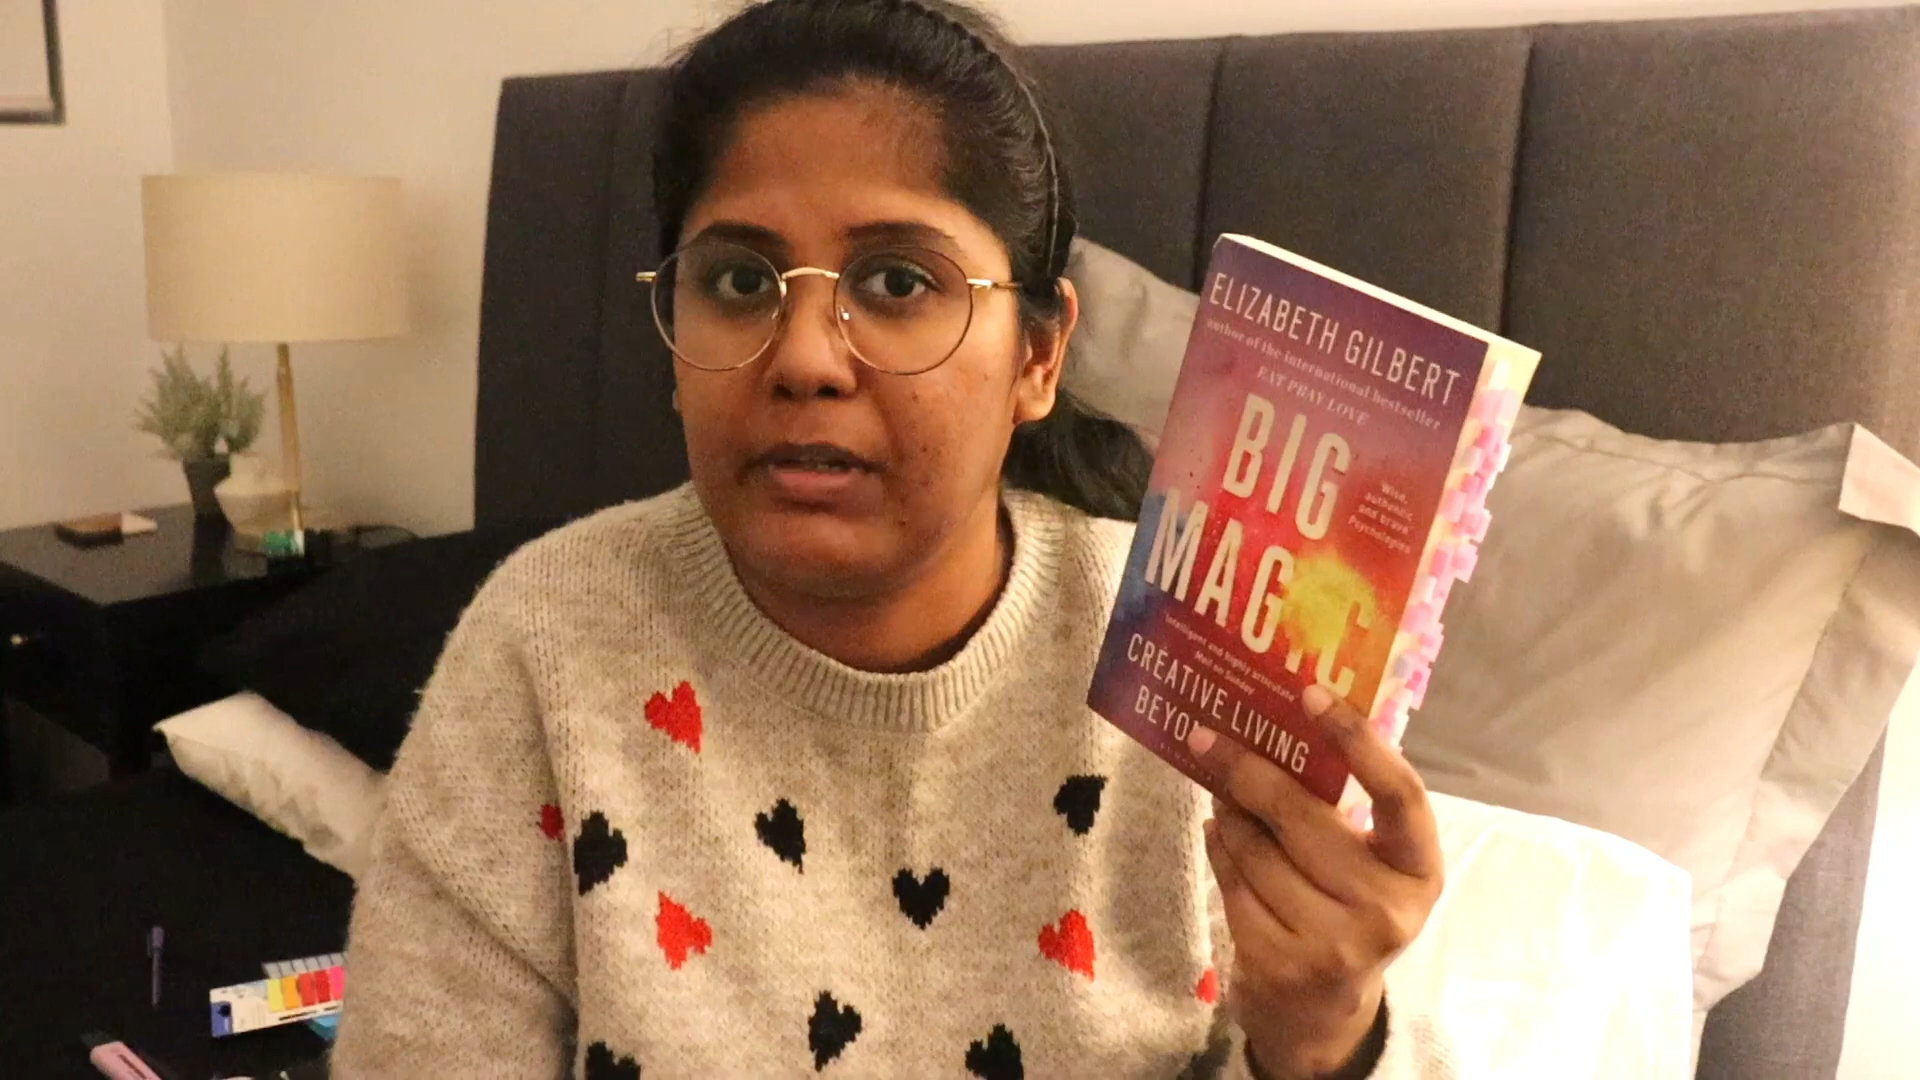 ELIZABETH GILBERT
author of the international bestseller
EAT PRAY LOVE
BIG
MAGIC
Wise,
authentic,
and brave
Psychologies
Intelligent and highly articulate
Mail on Sunday
CREATIVE LIVING
BEYO